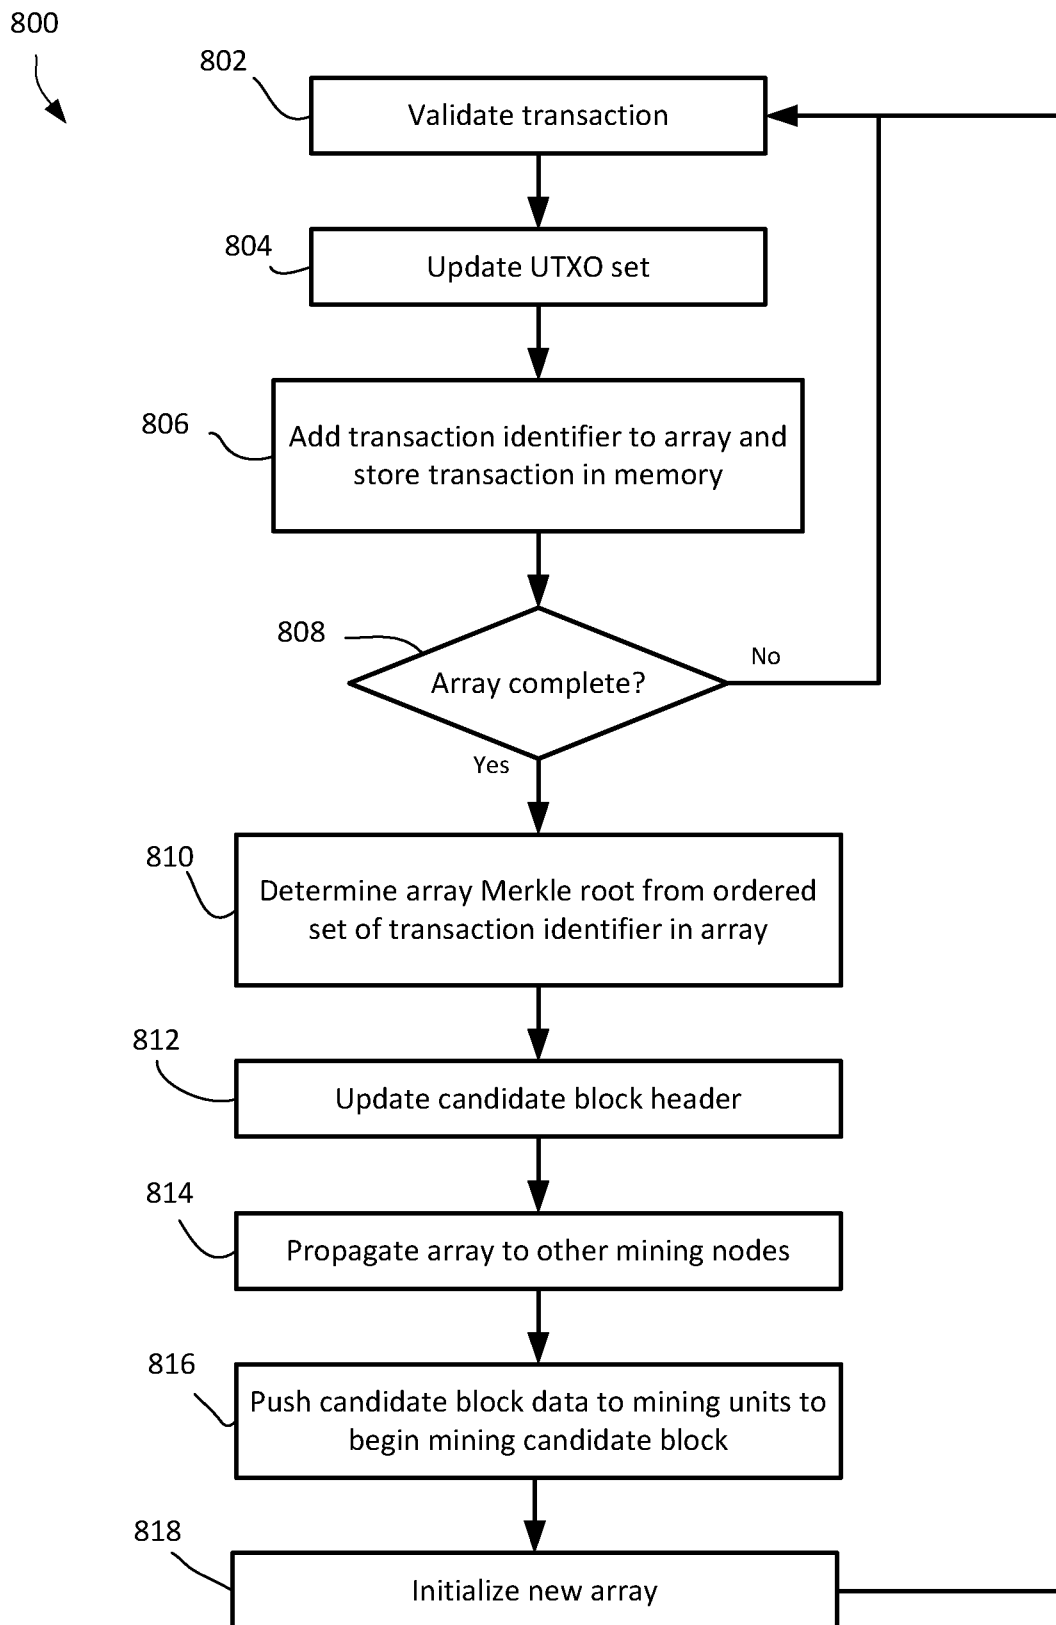 800
802
Validate transaction
804
Update UTXO set
806
Add transaction identifier to array and
store transaction in memory
808
Array complete?
No
Yes
810
Determine array Merkle root from ordered
set of transaction identifier in array
812
Update candidate block header
814
Propagate array to other mining nodes
816
Push candidate block data to mining units to
begin mining candidate block
818
Initialize new array